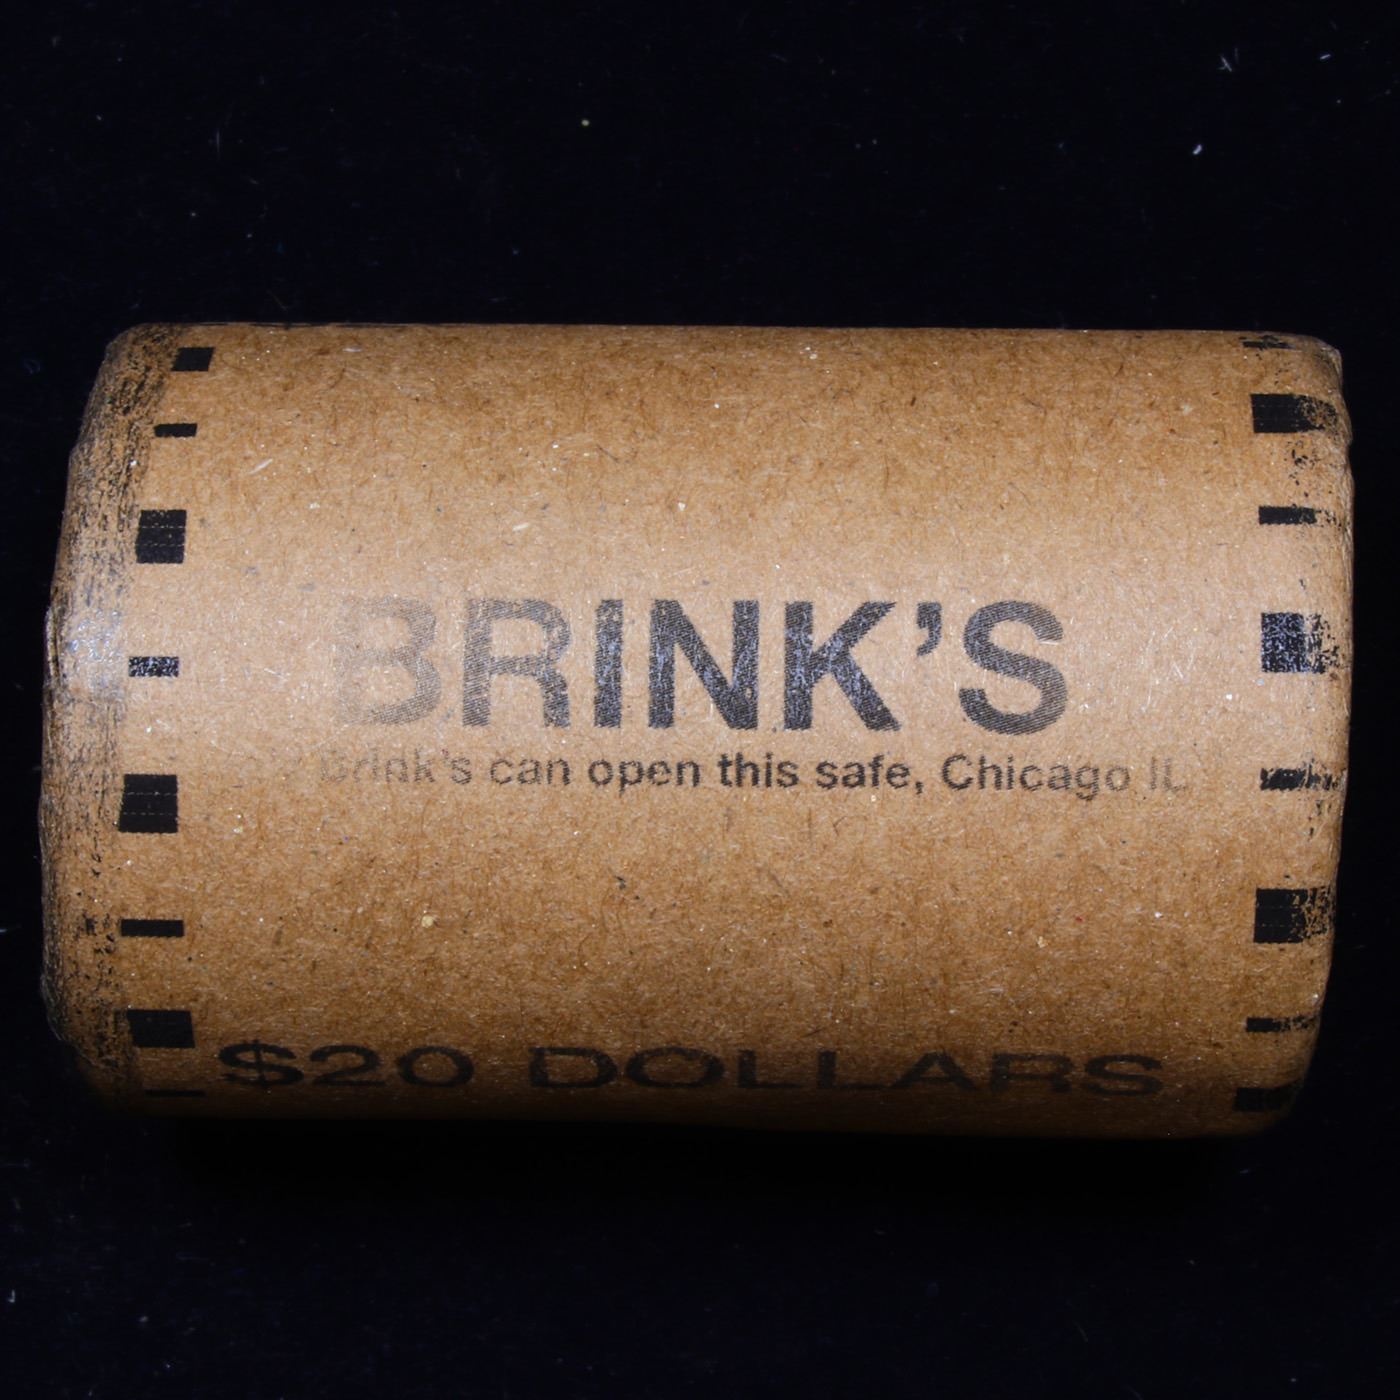 BRINK'S
Brink's can open this safe, Chicago IL
$20 DOLLARS